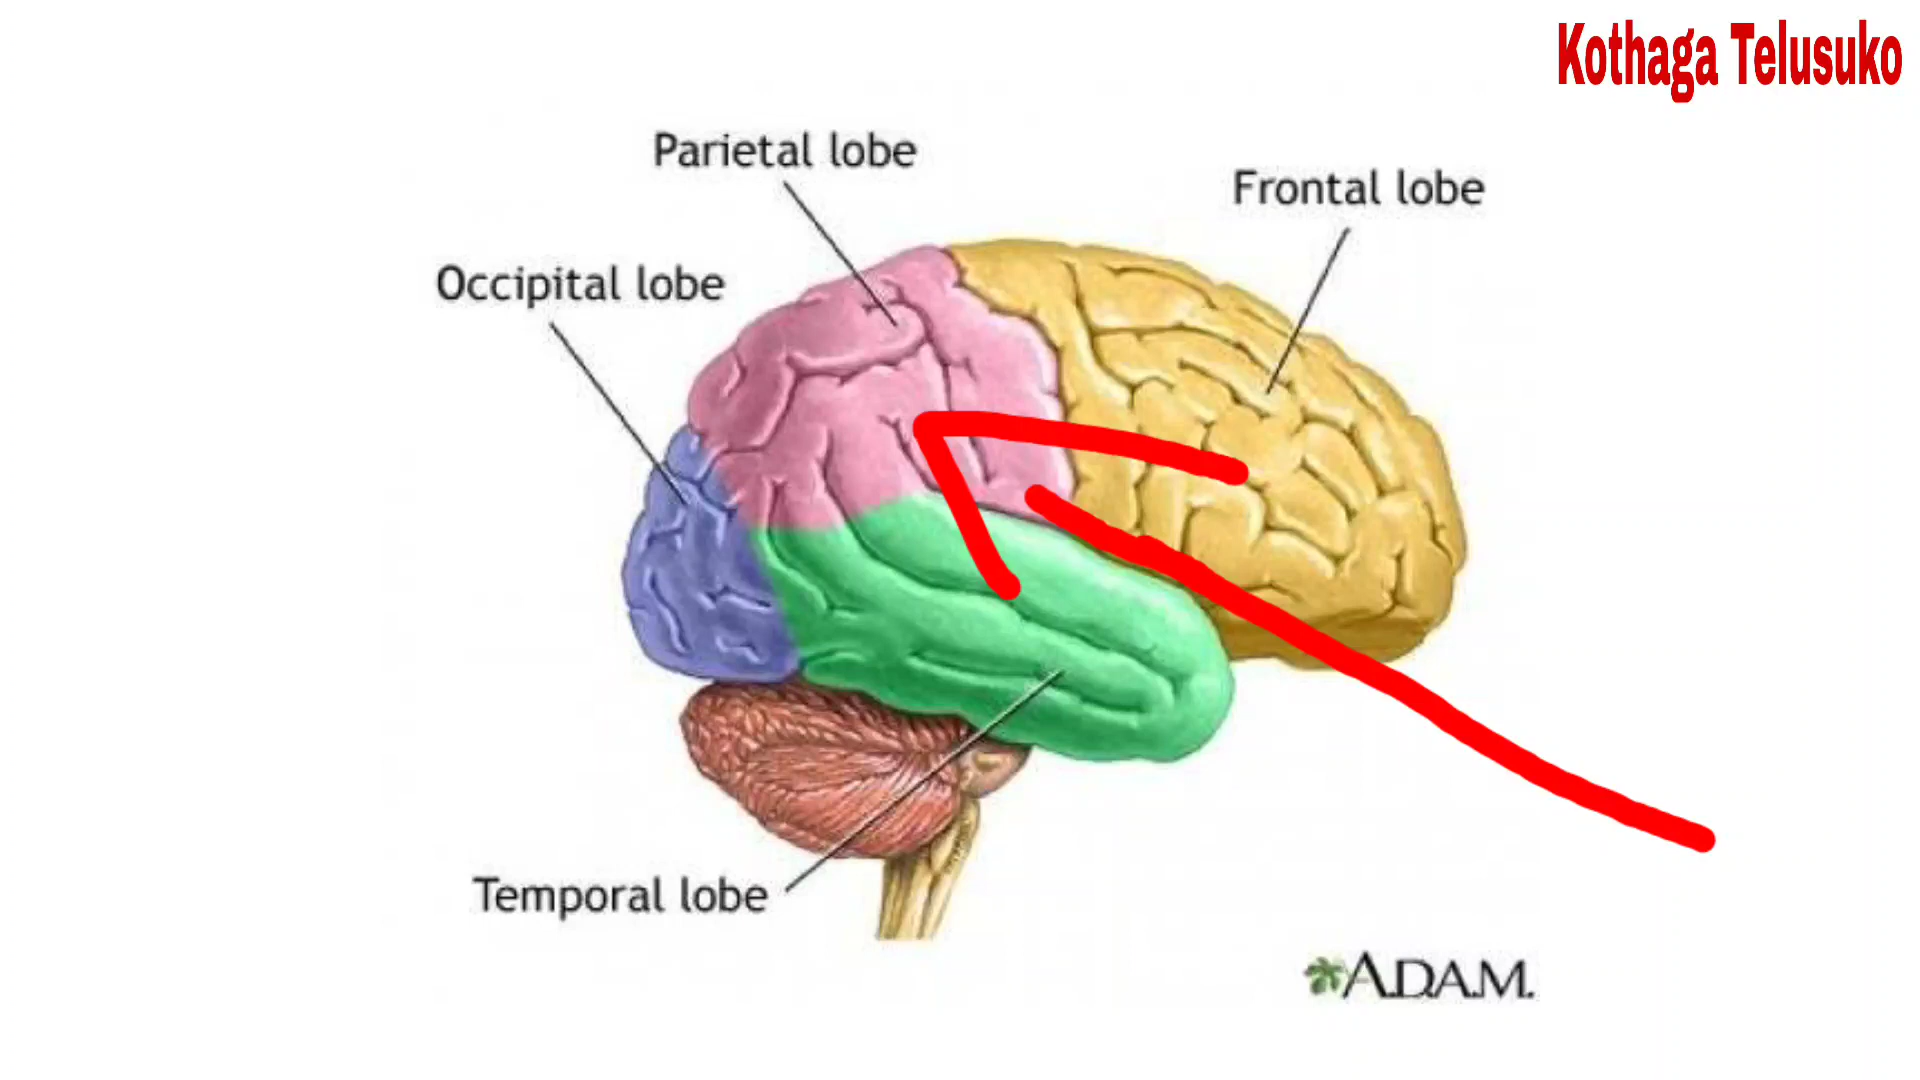 Kothaga Telusuko
Parietal lobe
Frontal lobe
Occipital lobe
Temporal lobe
A.D.A.M.